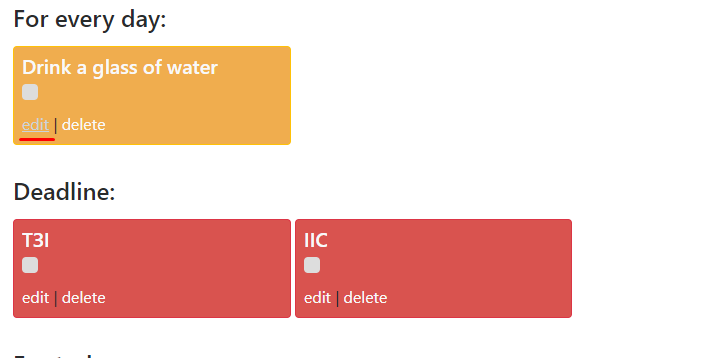 For every day:
Drink a glass of water
edit | delete
Deadline:
T3I
IIC
edit | delete
edit | delete